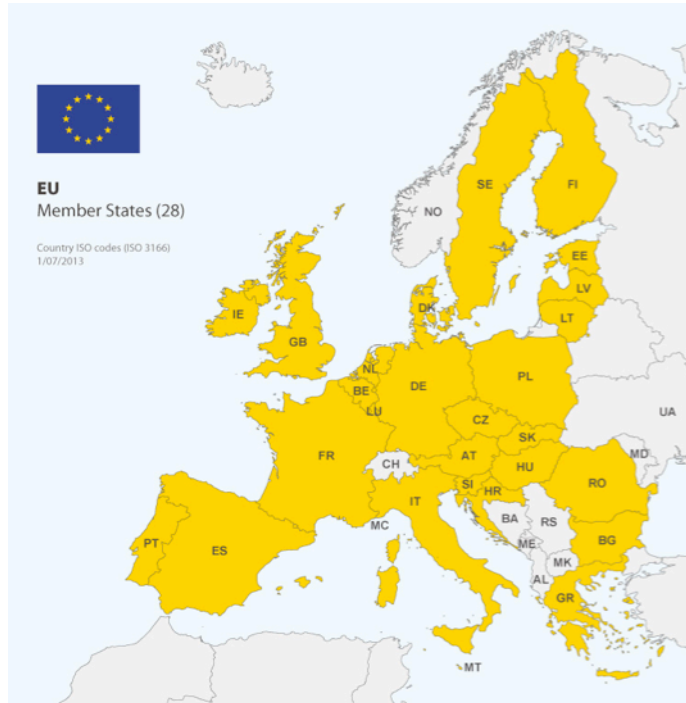 EU
Member States (28)
Country ISO codes (ISO 3166)
1/07/2013
SE
FI
NO
EE
LV
DK
LT
IE
GB
NL
DE
PL
BE
LU
CZ
UA
SK
FR
CH
AT
HU
MD
RO
SI
HR
IT
BA
RS
MC
ME
BG
PT
ES
MK
AL
GR
MT